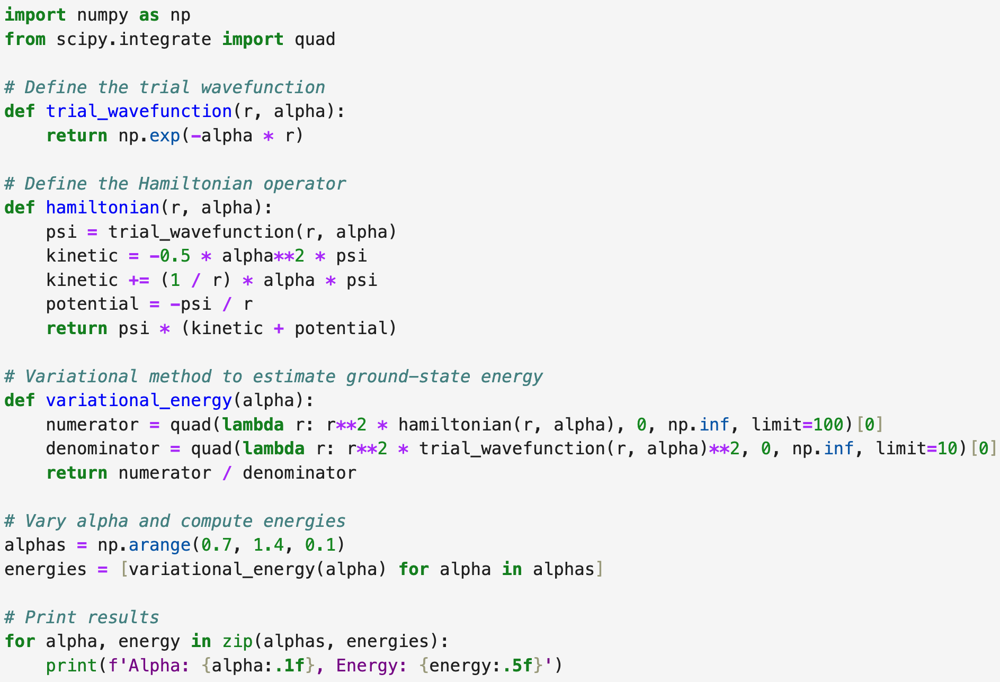 import numpy as np
from scipy.integrate import quad

# Define the trial wavefunction
def trial_wavefunction(r, alpha):
    return np.exp(-alpha * r)

# Define the Hamiltonian operator
def hamiltonian(r, alpha):
    psi = trial_wavefunction(r, alpha)
    kinetic = -0.5 * alpha**2 * psi
    kinetic += (1 / r) * alpha * psi
    potential = -psi / r
    return psi * (kinetic + potential)

# Variational method to estimate ground-state energy
def variational_energy(alpha):
    numerator = quad(lambda r: r**2 * hamiltonian(r, alpha), 0, np.inf, limit=100)[0]
    denominator = quad(lambda r: r**2 * trial_wavefunction(r, alpha)**2, 0, np.inf, limit=10)[0]
    return numerator / denominator

# Vary alpha and compute energies
alphas = np.arange(0.7, 1.4, 0.1)
energies = [variational_energy(alpha) for alpha in alphas]

# Print results
for alpha, energy in zip(alphas, energies):
    print(f'Alpha: {alpha:.1f}, Energy: {energy:.5f}')